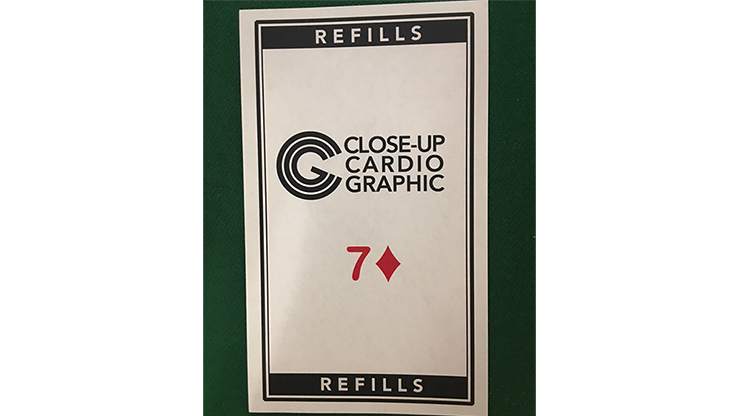 REFILLS
CLOSE-UP
CARDIO
GRAPHIC
7♦
REFILLS